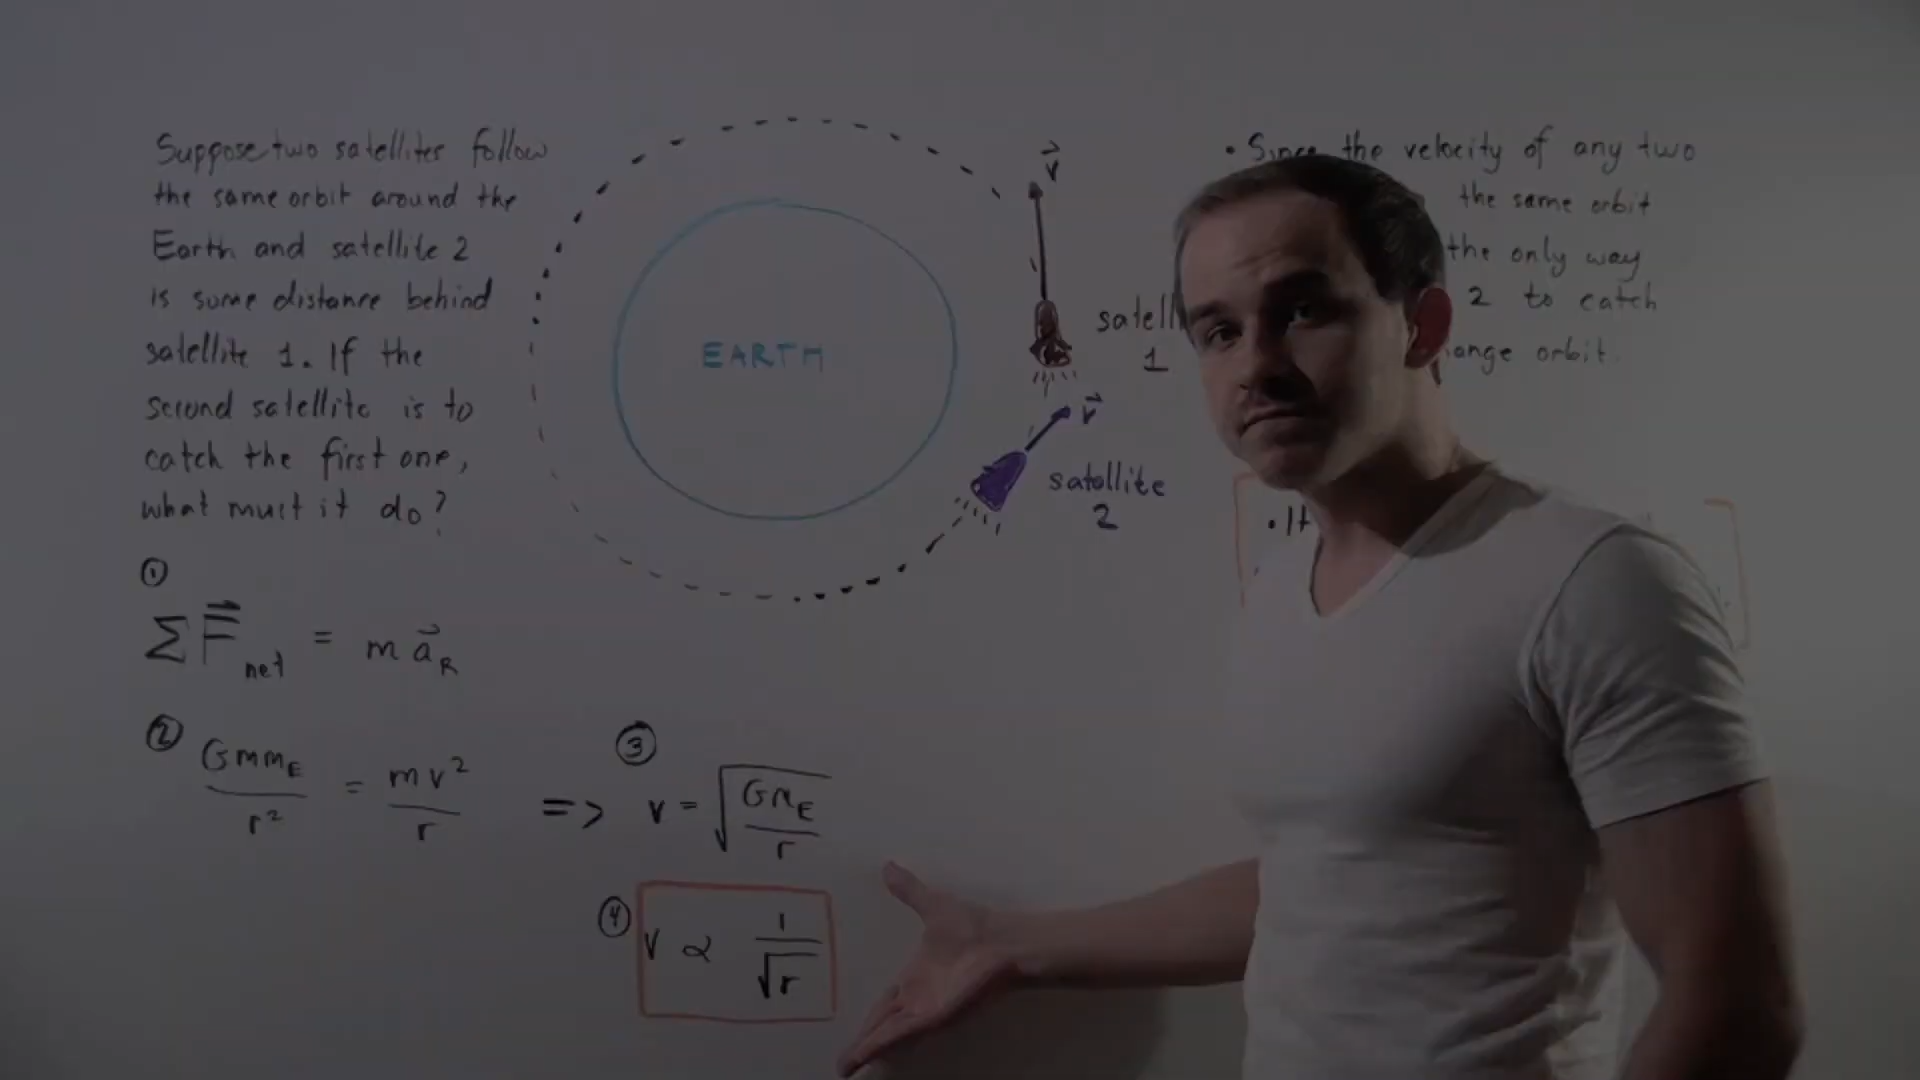 Suppose two satellites follow
the same orbit around the
Earth and satellite 2
is some distance behind
satellite 1. If the
second satellite is to
catch the first one,
what must it do?
①
ΣF⃗net = m a⃗R
②
GmmE/r² = mv²/r => ③ v = √(GmE/r)
④ v ∝ 1/√r
EARTH
v⃗
1
v⃗
satellite
2
• Since the velocity of any two
the same orbit
the only way
2 to catch
orbit.
• It